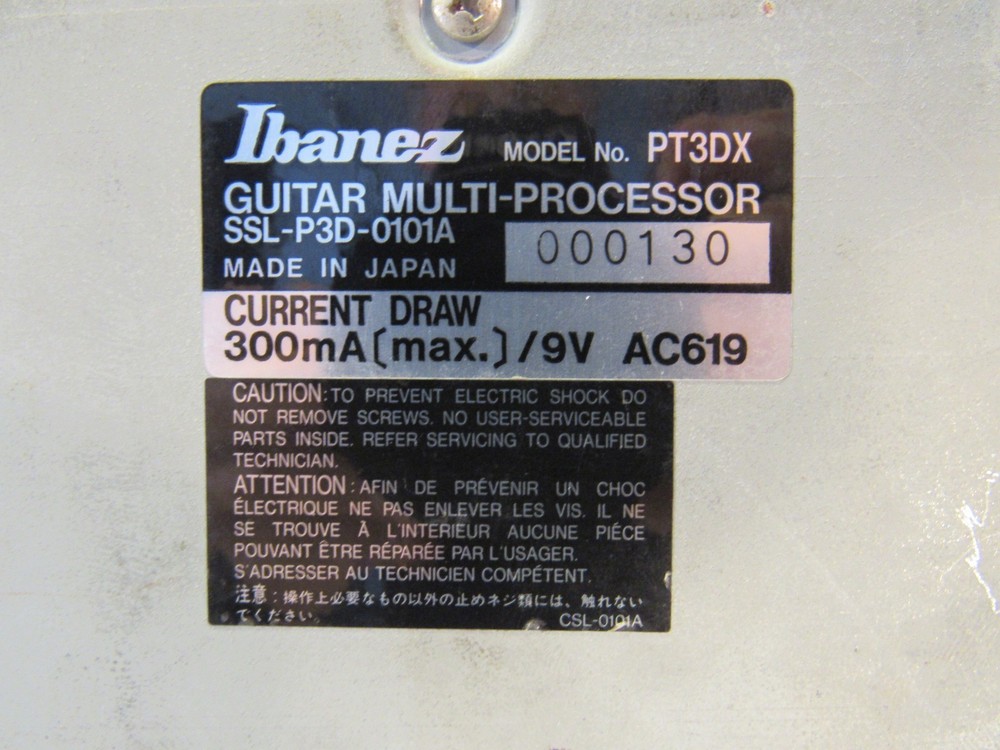 Ibanez MODEL No. PT3DX
GUITAR MULTI-PROCESSOR
SSL-P3D-0101A
000130
MADE IN JAPAN
CURRENT DRAW
300mA(max.)/9V AC619
CAUTION:TO PREVENT ELECTRIC SHOCK DO
NOT REMOVE SCREWS. NO USER-SERVICEABLE
PARTS INSIDE. REFER SERVICING TO QUALIFIED
TECHNICIAN.
ATTENTION:AFIN DE PRÉVENIR UN CHOC
ÉLECTRIQUE NE PAS ENLEVER LES VIS. IL NE
SE TROUVE À L'INTERIEUR AUCUNE PIÉCE
POUVANT ÊTRE RÉPARÉE PAR L'USAGER.
S'ADRESSER AU TECHNICIEN COMPÉTENT.
注意：操作上必要なもの以外の止めネジ類には、触れない
でください。
CSL-0101A